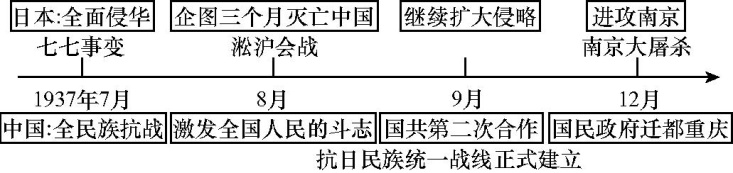 日本:全面侵华 企图三个月灭亡中国 继续扩大侵略 进攻南京
七七事变 淞沪会战 南京大屠杀
1937年7月 8月 9月 12月
中国:全民族抗战 激发全国人民的斗志 国共第二次合作 国民政府迁都重庆
抗日民族统一战线正式建立